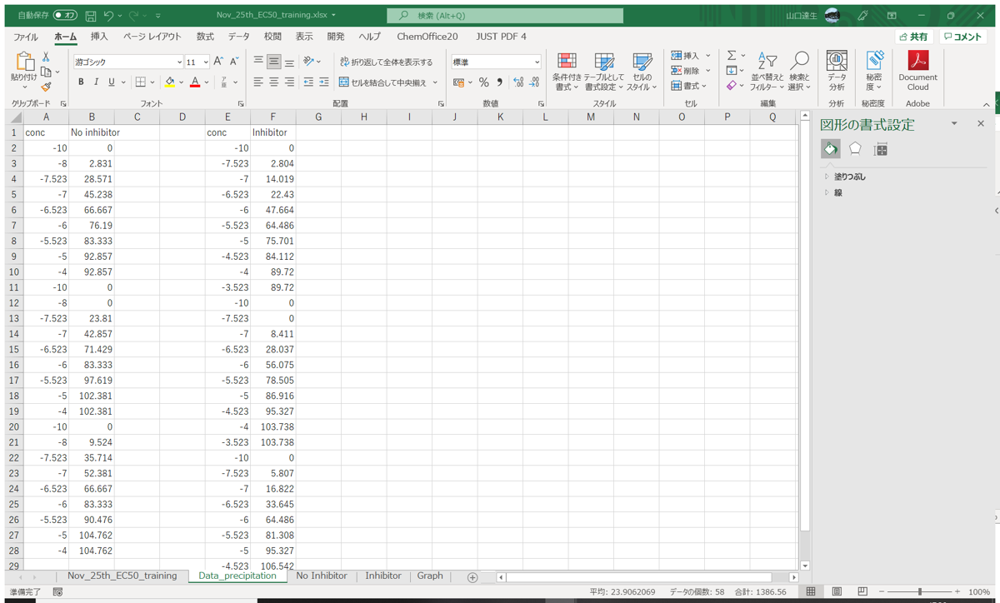 自動保存 オフ Nov_25th_EC50_training.xlsx 検索 (Alt+Q) 山口達生
ファイル ホーム 挿入 ページ レイアウト 数式 データ 校閲 表示 開発 ヘルプ ChemOffice20 JUST PDF 4 共有 コメント
貼り付け 游ゴシック 11 折り返して全体を表示する 標準 条件付き書式 テーブルとして書式設定 セルのスタイル 挿入 並べ替えとフィルター 検索と選択 データ分析 秘密度 Document Cloud
B I U セルを結合して中央揃え 削除
書式
クリップボード フォント 配置 数値 スタイル セル 編集 分析 秘密度 Adobe
A B C D E F G H I J K L M N O P Q
1 conc No inhibitor conc Inhibitor
2 -10 0 -10 0
3 -8 2.831 -7.523 2.804
4 -7.523 28.571 -7 14.019
5 -7 45.238 -6.523 22.43
6 -6.523 66.667 -6 47.664
7 -6 76.19 -5.523 64.486
8 -5.523 83.333 -5 75.701
9 -5 92.857 -4.523 84.112
10 -4 92.857 -4 89.72
11 -10 0 -3.523 89.72
12 -8 0 -10 0
13 -7.523 23.81 -7.523 0
14 -7 42.857 -7 8.411
15 -6.523 71.429 -6.523 28.037
16 -6 83.333 -6 56.075
17 -5.523 97.619 -5.523 78.505
18 -5 102.381 -5 86.916
19 -4 102.381 -4.523 95.327
20 -10 0 -4 103.738
21 -8 9.524 -3.523 103.738
22 -7.523 35.714 -10 0
23 -7 52.381 -7.523 5.807
24 -6.523 66.667 -7 16.822
25 -6 83.333 -6.523 33.645
26 -5.523 90.476 -6 64.486
27 -5 104.762 -5.523 81.308
28 -4 104.762 -5 95.327
29 -4.523 106.542
図形の書式設定
塗りつぶし
線
Nov_25th_EC50_training Data_precipitation No Inhibitor Inhibitor Graph
準備完了 平均: 23.9062069 データの個数: 58 合計: 1386.56 100%